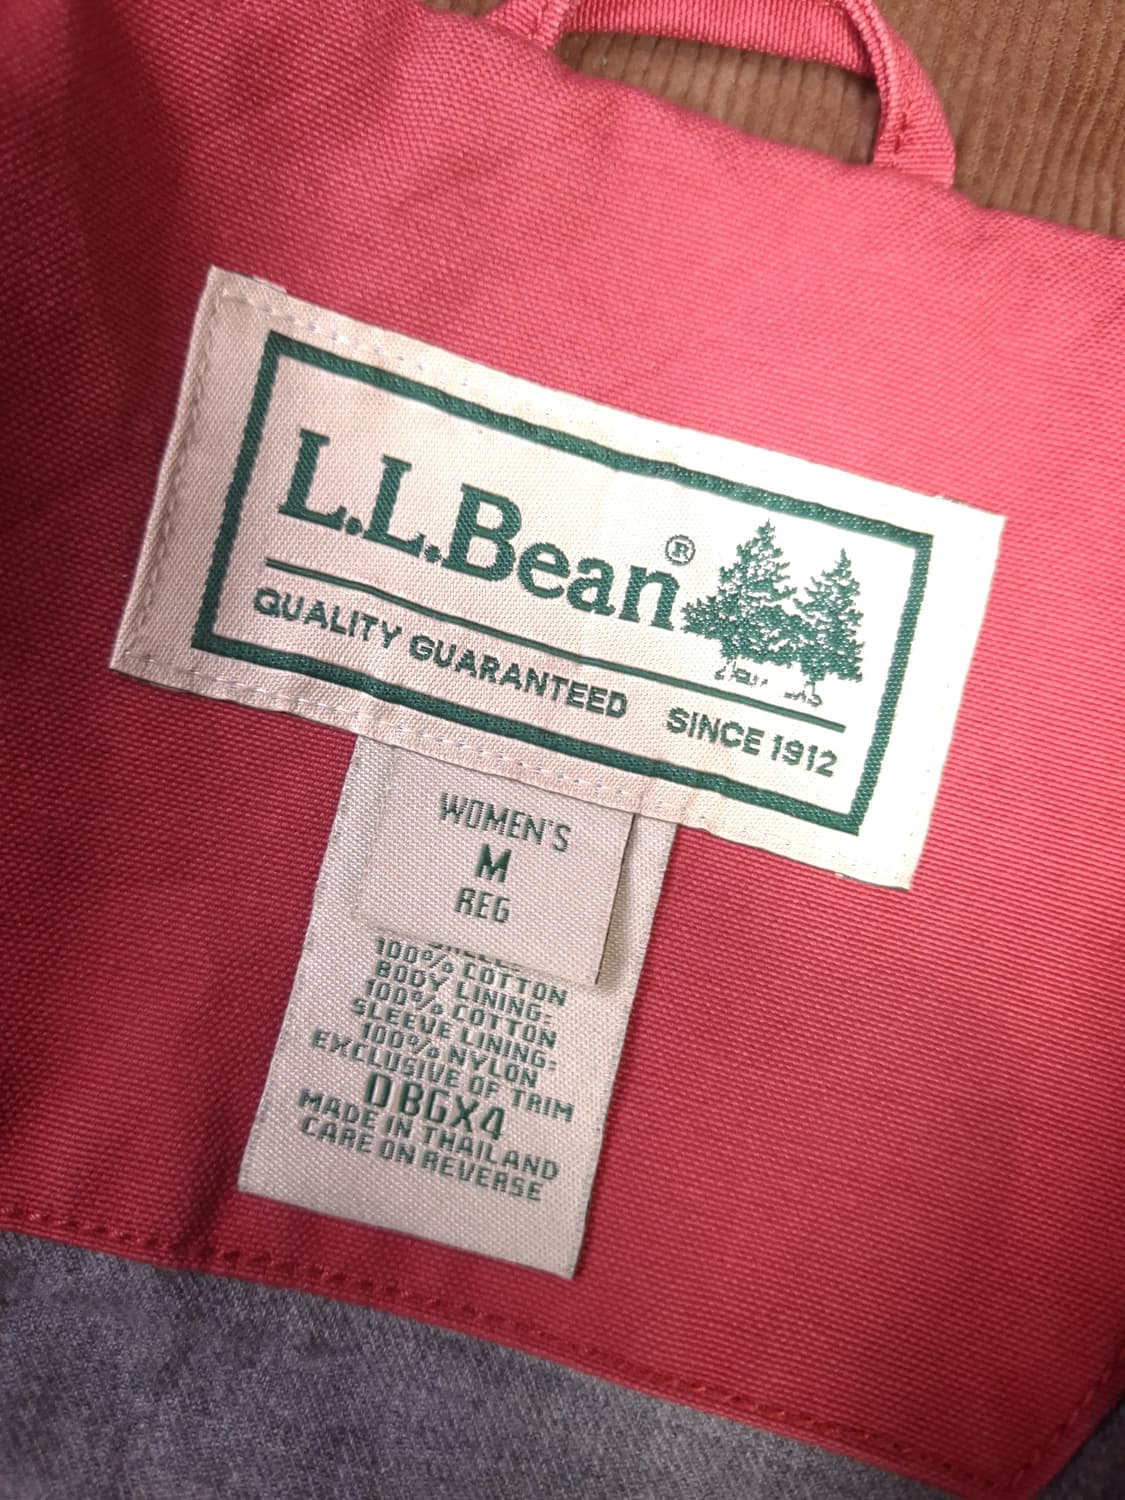 L.L.Bean®
QUALITY GUARANTEED SINCE 1912
WOMEN'S
M
REG
100% COTTON
BODY LINING:
100% COTTON
SLEEVE LINING:
100% NYLON
EXCLUSIVE OF TRIM
0BGX4
MADE IN THAILAND
CARE ON REVERSE